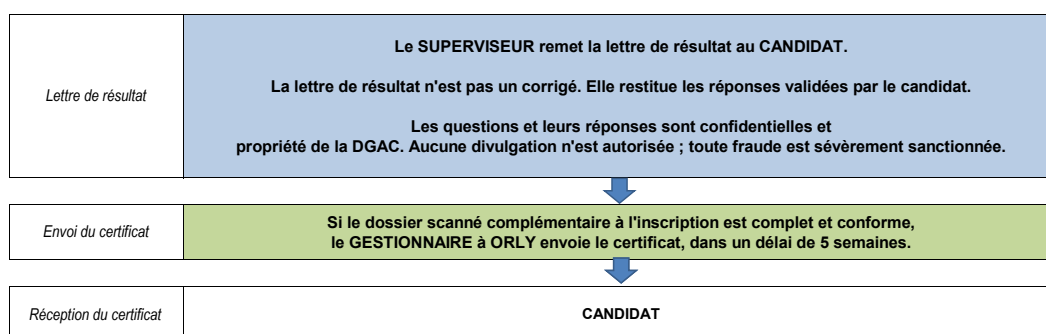 Lettre de résultat
Le SUPERVISEUR remet la lettre de résultat au CANDIDAT.
La lettre de résultat n'est pas un corrigé. Elle restitue les réponses validées par le candidat.
Les questions et leurs réponses sont confidentielles et
propriété de la DGAC. Aucune divulgation n'est autorisée ; toute fraude est sévèrement sanctionnée.
Envoi du certificat
Si le dossier scanné complémentaire à l'inscription est complet et conforme,
le GESTIONNAIRE à ORLY envoie le certificat, dans un délai de 5 semaines.
Réception du certificat
CANDIDAT